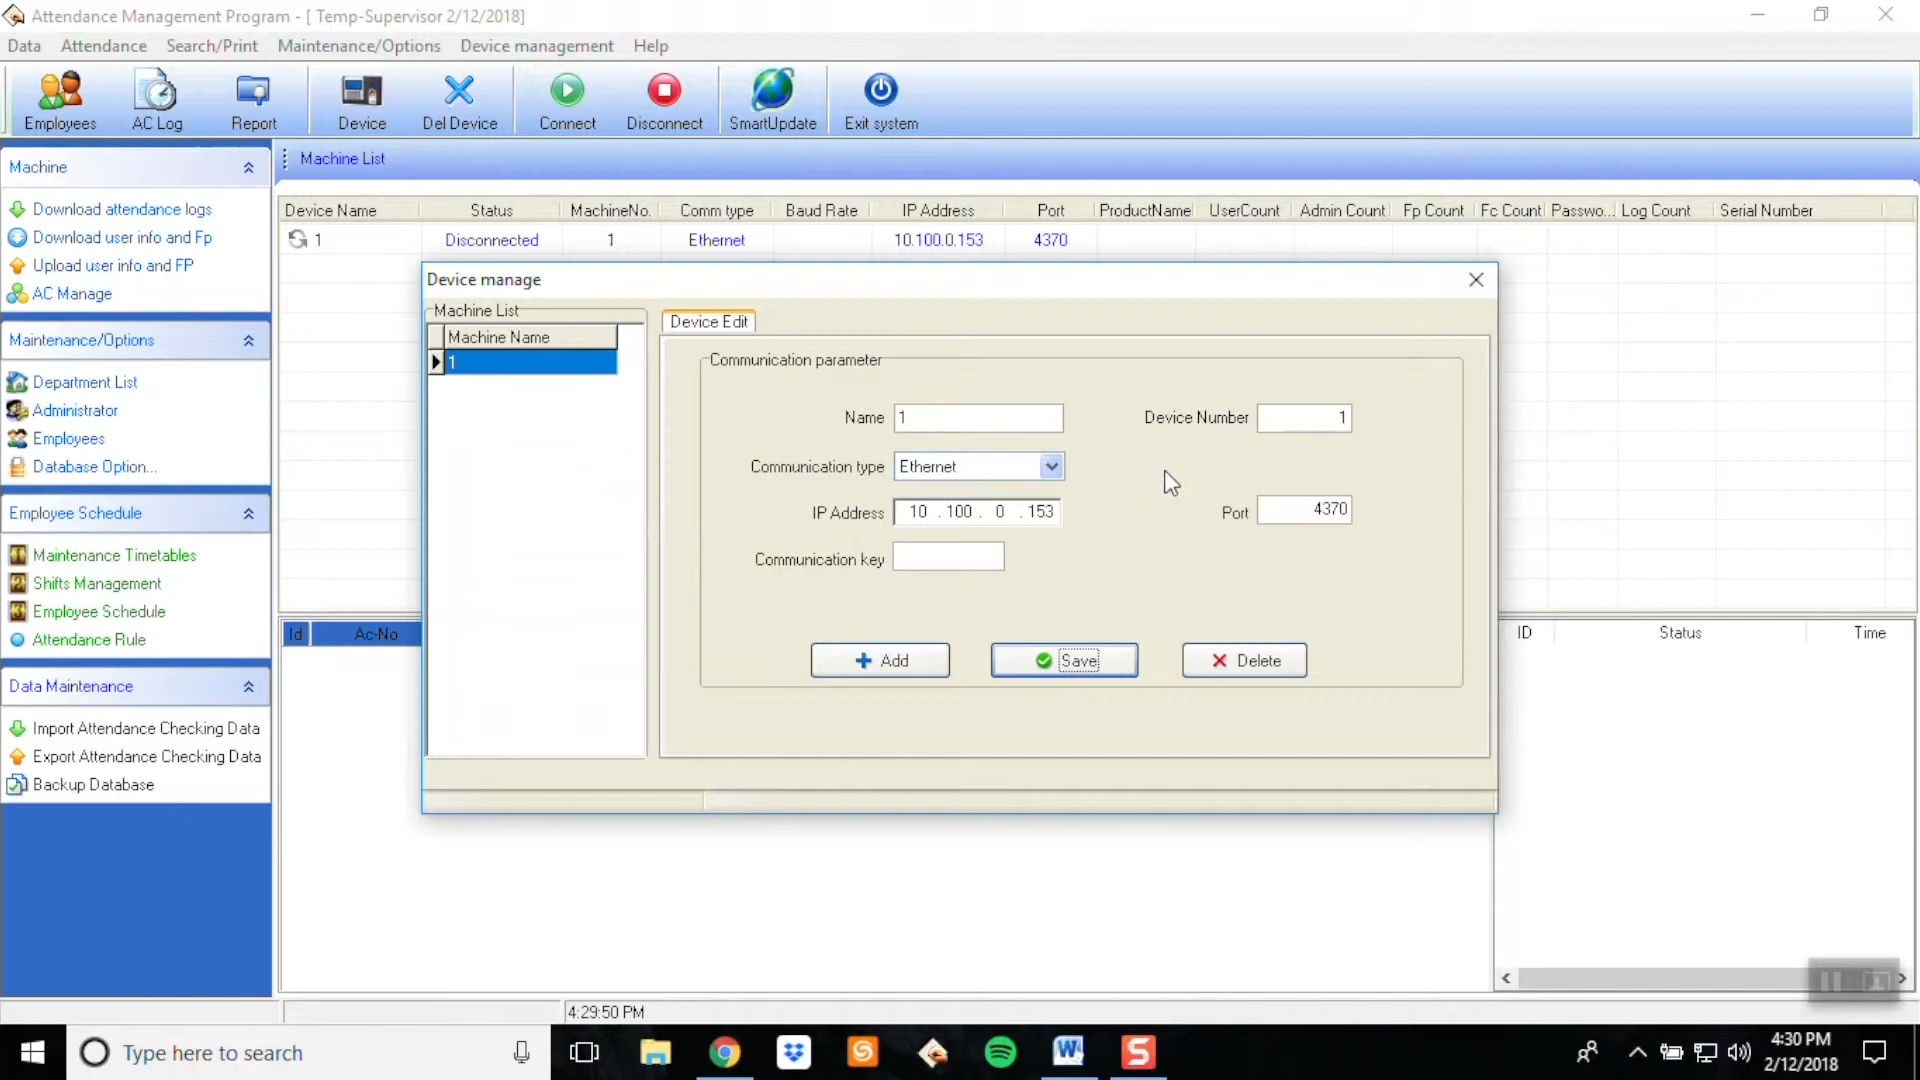 Attendance Management Program - [ Temp-Supervisor 2/12/2018]
Data Attendance Search/Print Maintenance/Options Device management Help
Employees AC Log Report Device Del Device Connect Disconnect SmartUpdate Exit system
Machine
Download attendance logs
Download user info and Fp
Upload user info and FP
AC Manage
Maintenance/Options
Department List
Administrator
Employees
Database Option...
Employee Schedule
Maintenance Timetables
Shifts Management
Employee Schedule
Attendance Rule
Data Maintenance
Import Attendance Checking Data
Export Attendance Checking Data
Backup Database
Machine List
Device Name Status MachineNo. Comm type Baud Rate IP Address Port ProductName UserCount Admin Count Fp Count Fc Count Passwo... Log Count Serial Number
1 Disconnected 1 Ethernet 10.100.0.153 4370
Device manage
Machine List
Machine Name
1
Device Edit
Communication parameter
Name 1 Device Number 1
Communication type Ethernet
IP Address 10 . 100 . 0 . 153 Port 4370
Communication key
Add Save Delete
Id Ac-No ID Status Time
4:29:50 PM
Type here to search
4:30 PM
2/12/2018